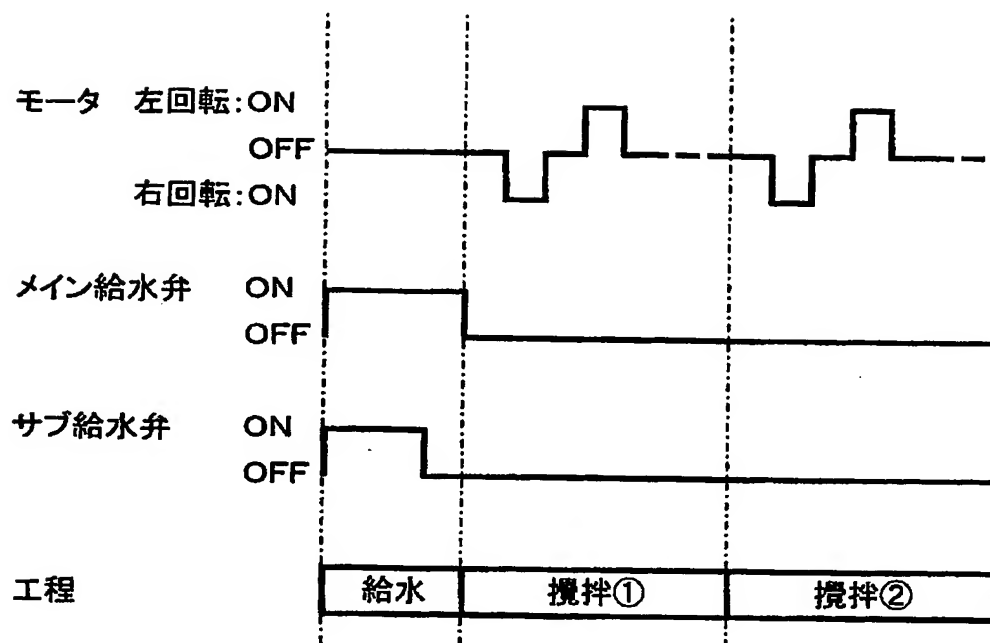 モータ 左回転:ON
OFF
右回転:ON
メイン給水弁 ON
OFF
サブ給水弁 ON
OFF
工程 給水 攪拌① 攪拌②